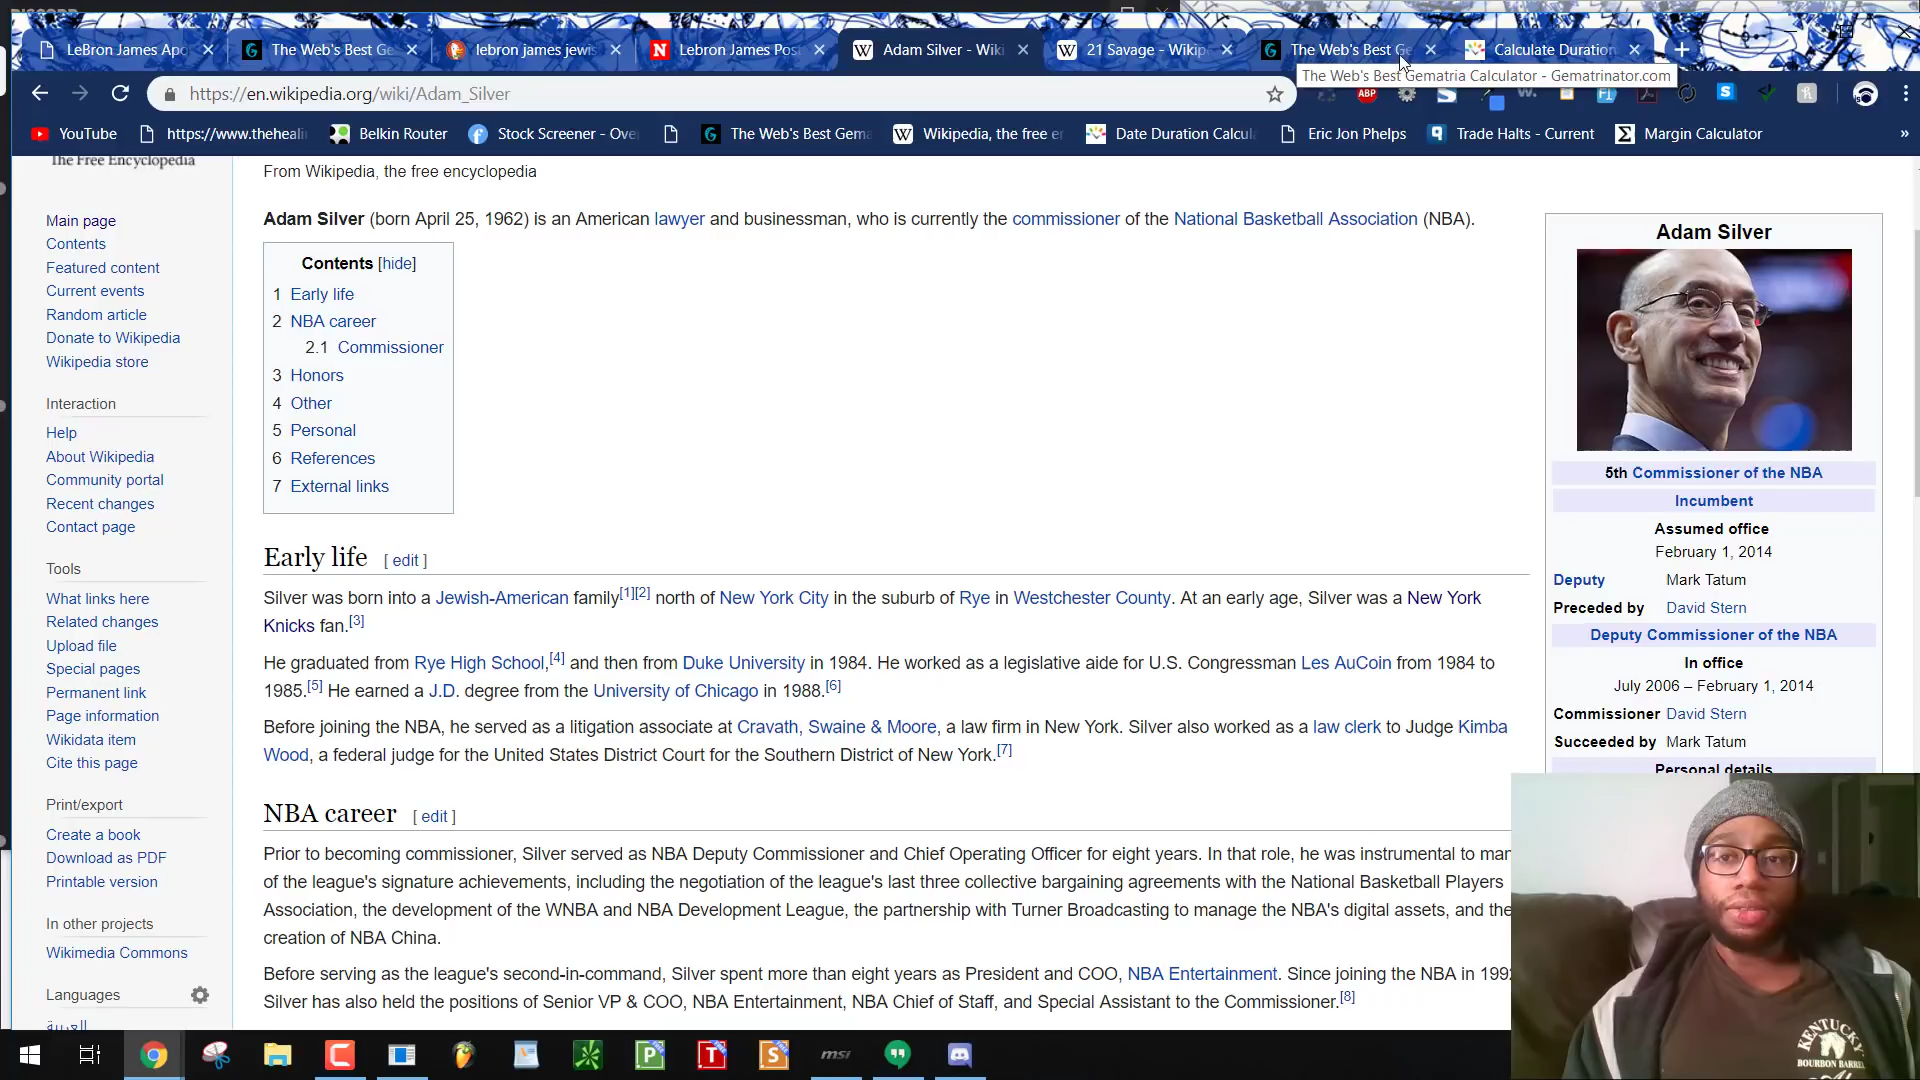 LeBron James Apo
The Web's Best Ge
lebron james jewis
Lebron James Pos
Adam Silver - Wiki
21 Savage - Wikip
The Web's Best Ge
Calculate Duration
https://en.wikipedia.org/wiki/Adam_Silver
The Web's Best Gematria Calculator - Gematrinator.com
YouTube
https://www.theheali
Belkin Router
Stock Screener - Ove
The Web's Best Gema
Wikipedia, the free e
Date Duration Calcul
Eric Jon Phelps
Trade Halts - Current
Margin Calculator
The Free Encyclopedia
Main page
Contents
Featured content
Current events
Random article
Donate to Wikipedia
Wikipedia store
Interaction
Help
About Wikipedia
Community portal
Recent changes
Contact page
Tools
What links here
Related changes
Upload file
Special pages
Permanent link
Page information
Wikidata item
Cite this page
Print/export
Create a book
Download as PDF
Printable version
In other projects
Wikimedia Commons
Languages
العربية
From Wikipedia, the free encyclopedia
Adam Silver (born April 25, 1962) is an American lawyer and businessman, who is currently the commissioner of the National Basketball Association (NBA).
Contents [hide]
1 Early life
2 NBA career
2.1 Commissioner
3 Honors
4 Other
5 Personal
6 References
7 External links
Early life [ edit ]
Silver was born into a Jewish-American family[1][2] north of New York City in the suburb of Rye in Westchester County. At an early age, Silver was a New York
Knicks fan.[3]
He graduated from Rye High School,[4] and then from Duke University in 1984. He worked as a legislative aide for U.S. Congressman Les AuCoin from 1984 to
1985.[5] He earned a J.D. degree from the University of Chicago in 1988.[6]
Before joining the NBA, he served as a litigation associate at Cravath, Swaine & Moore, a law firm in New York. Silver also worked as a law clerk to Judge Kimba
Wood, a federal judge for the United States District Court for the Southern District of New York.[7]
NBA career [ edit ]
Prior to becoming commissioner, Silver served as NBA Deputy Commissioner and Chief Operating Officer for eight years. In that role, he was instrumental to mar
of the league's signature achievements, including the negotiation of the league's last three collective bargaining agreements with the National Basketball Players
Association, the development of the WNBA and NBA Development League, the partnership with Turner Broadcasting to manage the NBA's digital assets, and the
creation of NBA China.
Before serving as the league's second-in-command, Silver spent more than eight years as President and COO, NBA Entertainment. Since joining the NBA in 1992
Silver has also held the positions of Senior VP & COO, NBA Entertainment, NBA Chief of Staff, and Special Assistant to the Commissioner.[8]
Adam Silver
5th Commissioner of the NBA
Incumbent
Assumed office
February 1, 2014
Deputy Mark Tatum
Preceded by David Stern
Deputy Commissioner of the NBA
In office
July 2006 – February 1, 2014
Commissioner David Stern
Succeeded by Mark Tatum
Personal details
KENTUCKY
BOURBON BARREL
msi